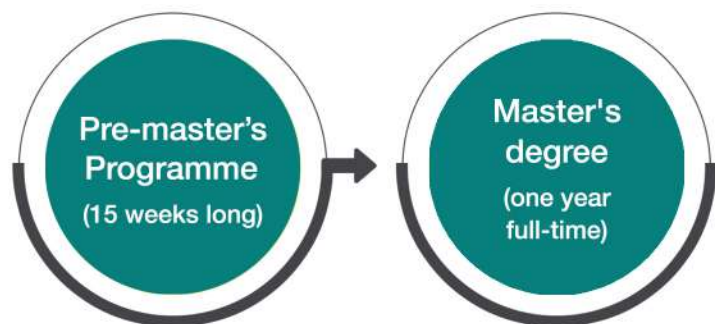 Pre-master’s
Programme
(15 weeks long)
Master's
degree
(one year
full-time)